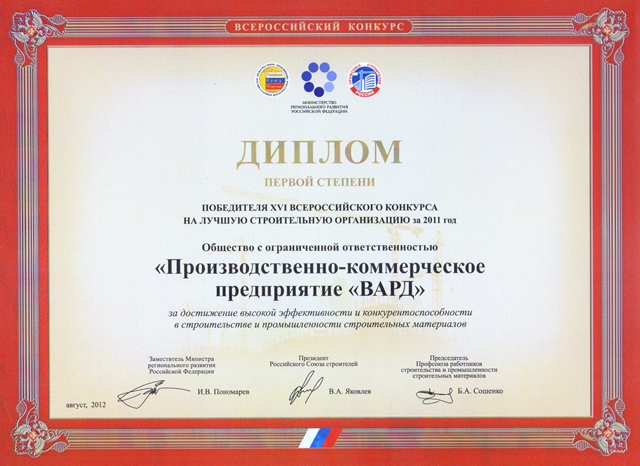 ВСЕРОССИЙСКИЙ КОНКУРС
МИНИСТЕРСТВО
РЕГИОНАЛЬНОГО РАЗВИТИЯ
РОССИЙСКОЙ ФЕДЕРАЦИИ
ДИПЛОМ
ПЕРВОЙ СТЕПЕНИ
ПОБЕДИТЕЛЯ XVI ВСЕРОССИЙСКОГО КОНКУРСА
НА ЛУЧШУЮ СТРОИТЕЛЬНУЮ ОРГАНИЗАЦИЮ за 2011 год
Общество с ограниченной ответственностью
«Производственно-коммерческое
предприятие «ВАРД»
за достижение высокой эффективности и конкурентоспособности
в строительстве и промышленности строительных материалов
Заместитель Министра
регионального развития
Российской Федерации
И.В. Пономарев
Президент
Российского Союза строителей
В.А. Яковлев
Председатель
Профсоюза работников
строительства и промышленности
строительных материалов
Б.А. Сошенко
август, 2012